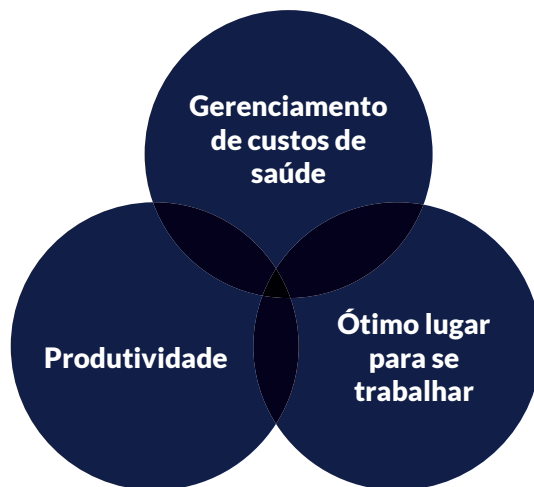 Gerenciamento
de custos de
saúde
Produtividade
Ótimo lugar
para se
trabalhar